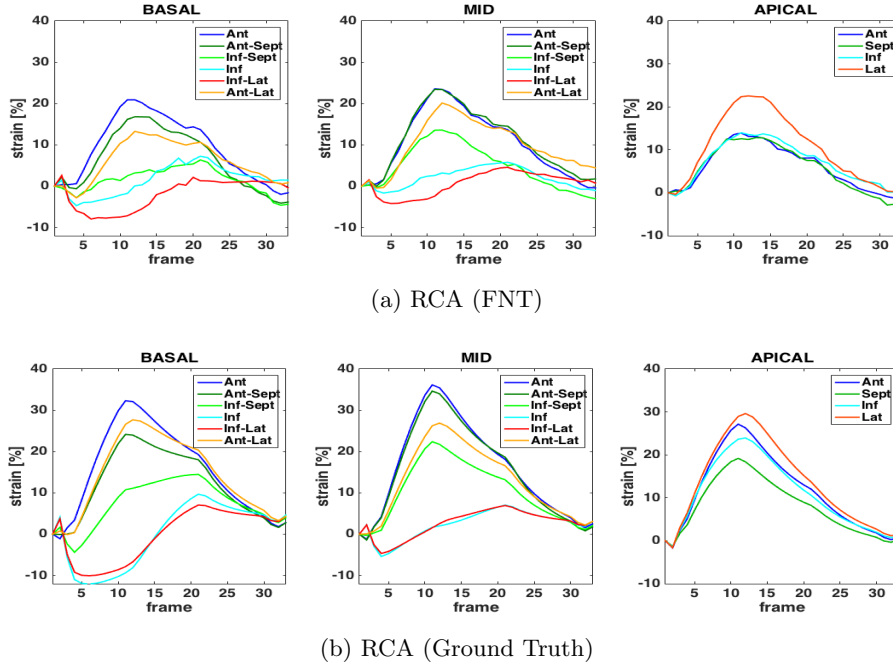 BASAL
40
30
20
10
0
-10
strain [%]
5 10 15 20 25 30
frame
Ant
Ant-Sept
Inf-Sept
Inf
Inf-Lat
Ant-Lat
MID
40
30
20
10
0
-10
strain [%]
5 10 15 20 25 30
frame
Ant
Ant-Sept
Inf-Sept
Inf
Inf-Lat
Ant-Lat
APICAL
40
30
20
10
0
-10
strain [%]
5 10 15 20 25 30
frame
Ant
Sept
Inf
Lat
(a) RCA (FNT)
BASAL
40
30
20
10
0
-10
strain [%]
5 10 15 20 25 30
frame
Ant
Ant-Sept
Inf-Sept
Inf
Inf-Lat
Ant-Lat
MID
40
30
20
10
0
-10
strain [%]
5 10 15 20 25 30
frame
Ant
Ant-Sept
Inf-Sept
Inf
Inf-Lat
Ant-Lat
APICAL
40
30
20
10
0
-10
strain [%]
5 10 15 20 25 30
frame
Ant
Sept
Inf
Lat
(b) RCA (Ground Truth)